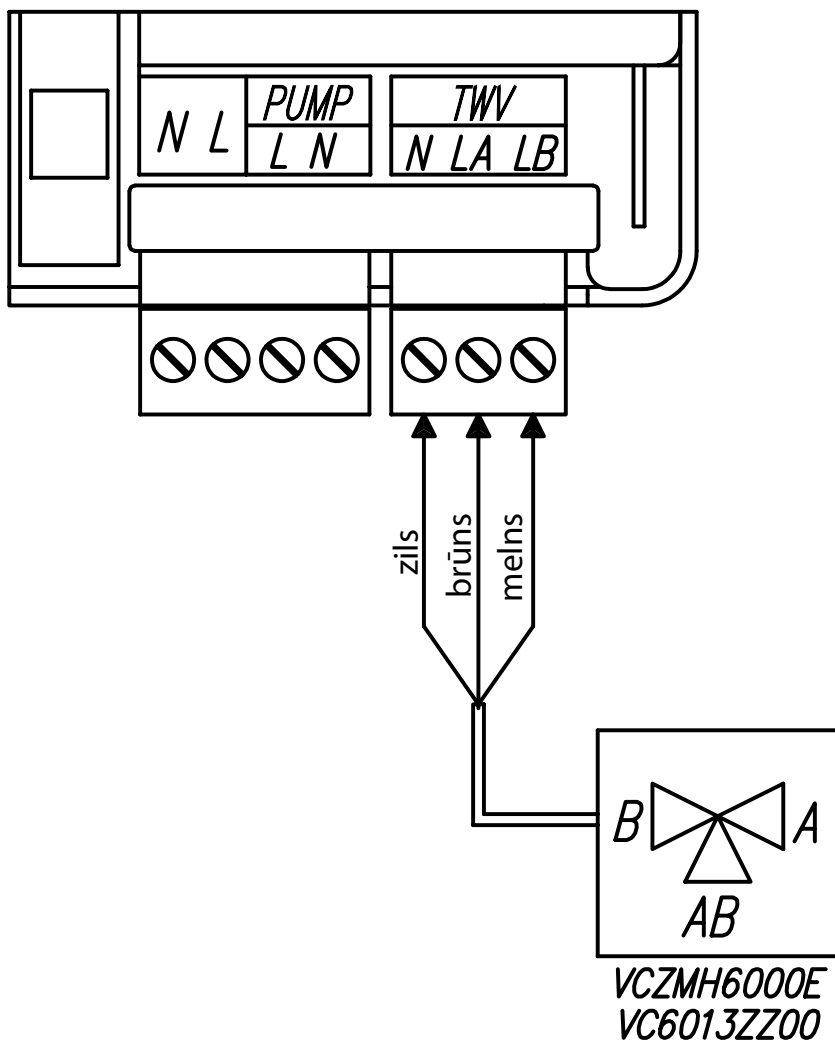 PUMP TWV
N L L N N LA LB
zils
brūns
melns
B A
AB
VCZMH6000E
VC6013ZZ00